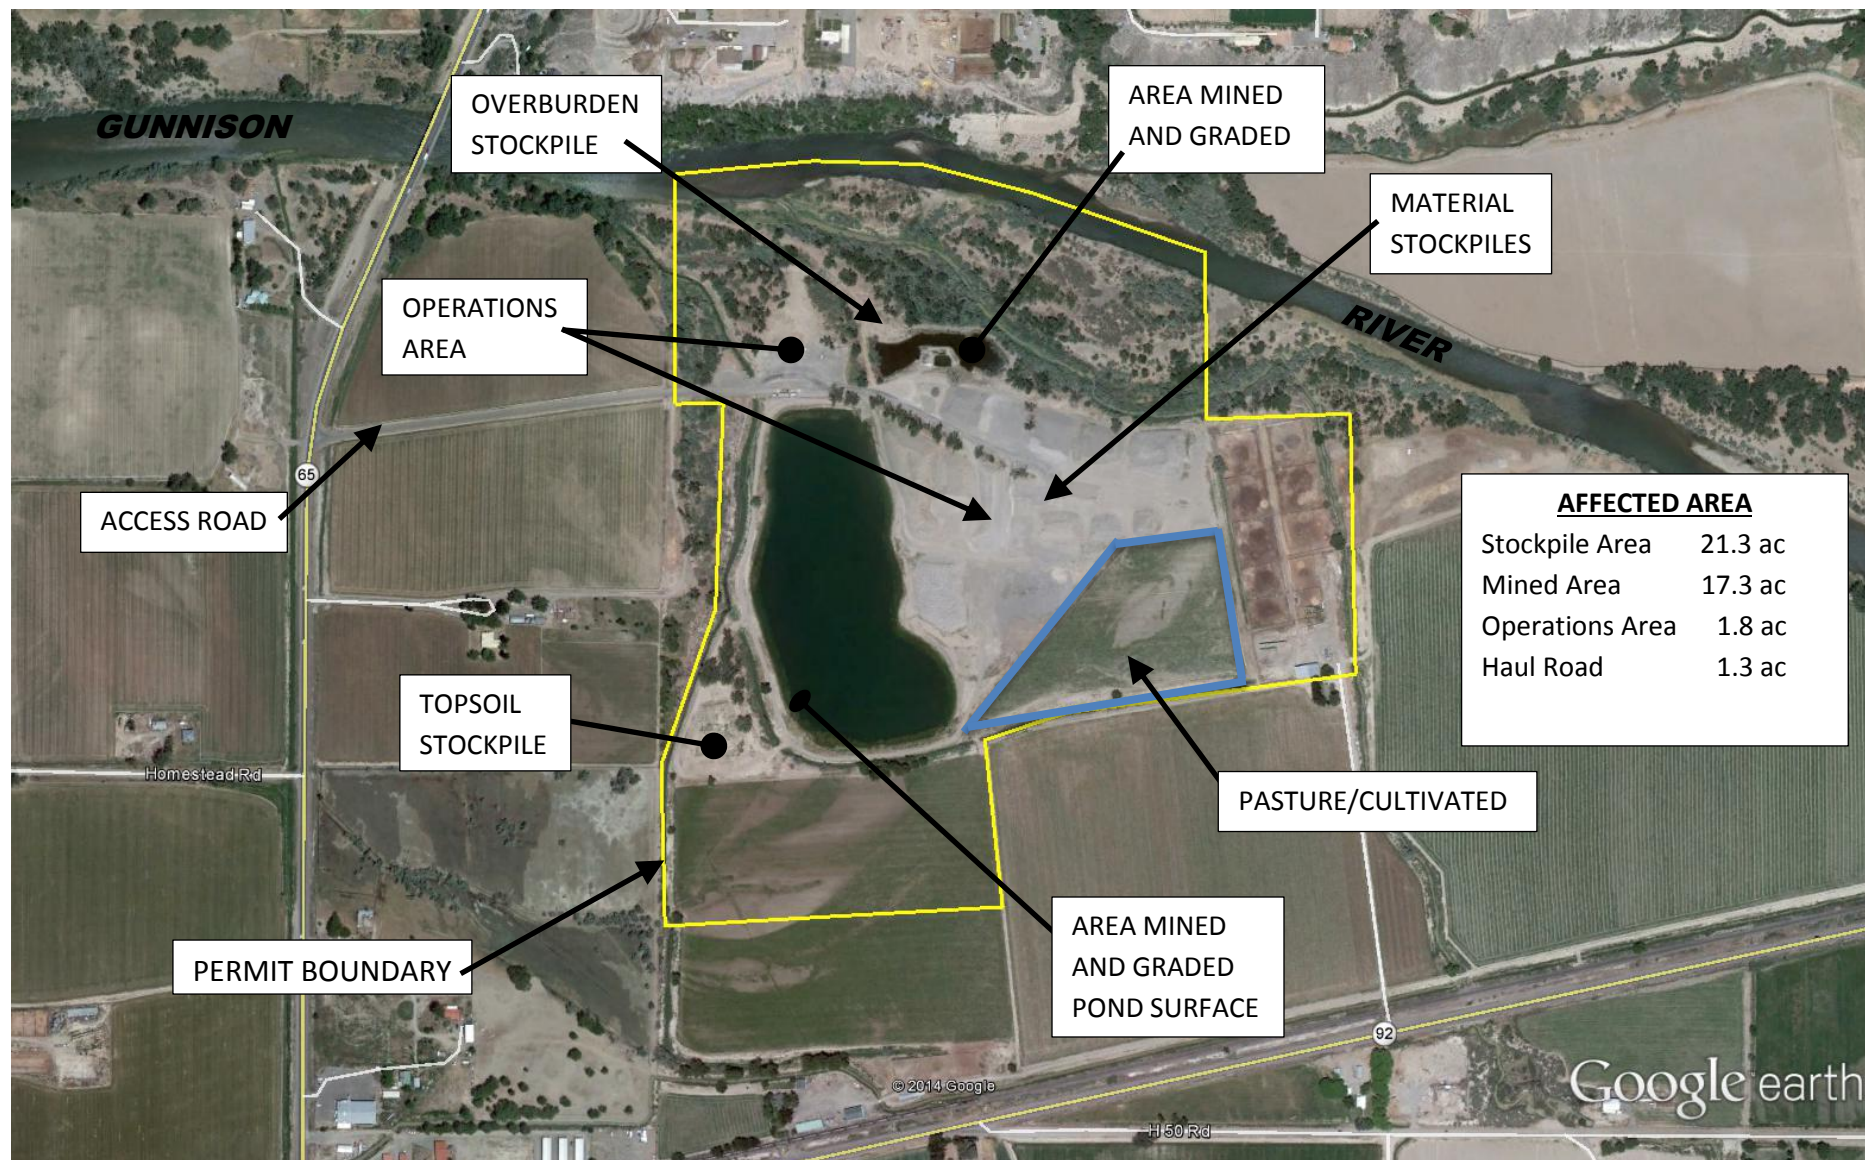 GUNNISON
OVERBURDEN
STOCKPILE
AREA MINED
AND GRADED
MATERIAL
STOCKPILES
OPERATIONS
AREA
RIVER
65
ACCESS ROAD
AFFECTED AREA
Stockpile Area 21.3 ac
Mined Area 17.3 ac
Operations Area 1.8 ac
Haul Road 1.3 ac
TOPSOIL
STOCKPILE
Homestead Rd
PASTURE/CULTIVATED
PERMIT BOUNDARY
AREA MINED
AND GRADED
POND SURFACE
92
© 2014 Google
Google earth
H 50 Rd